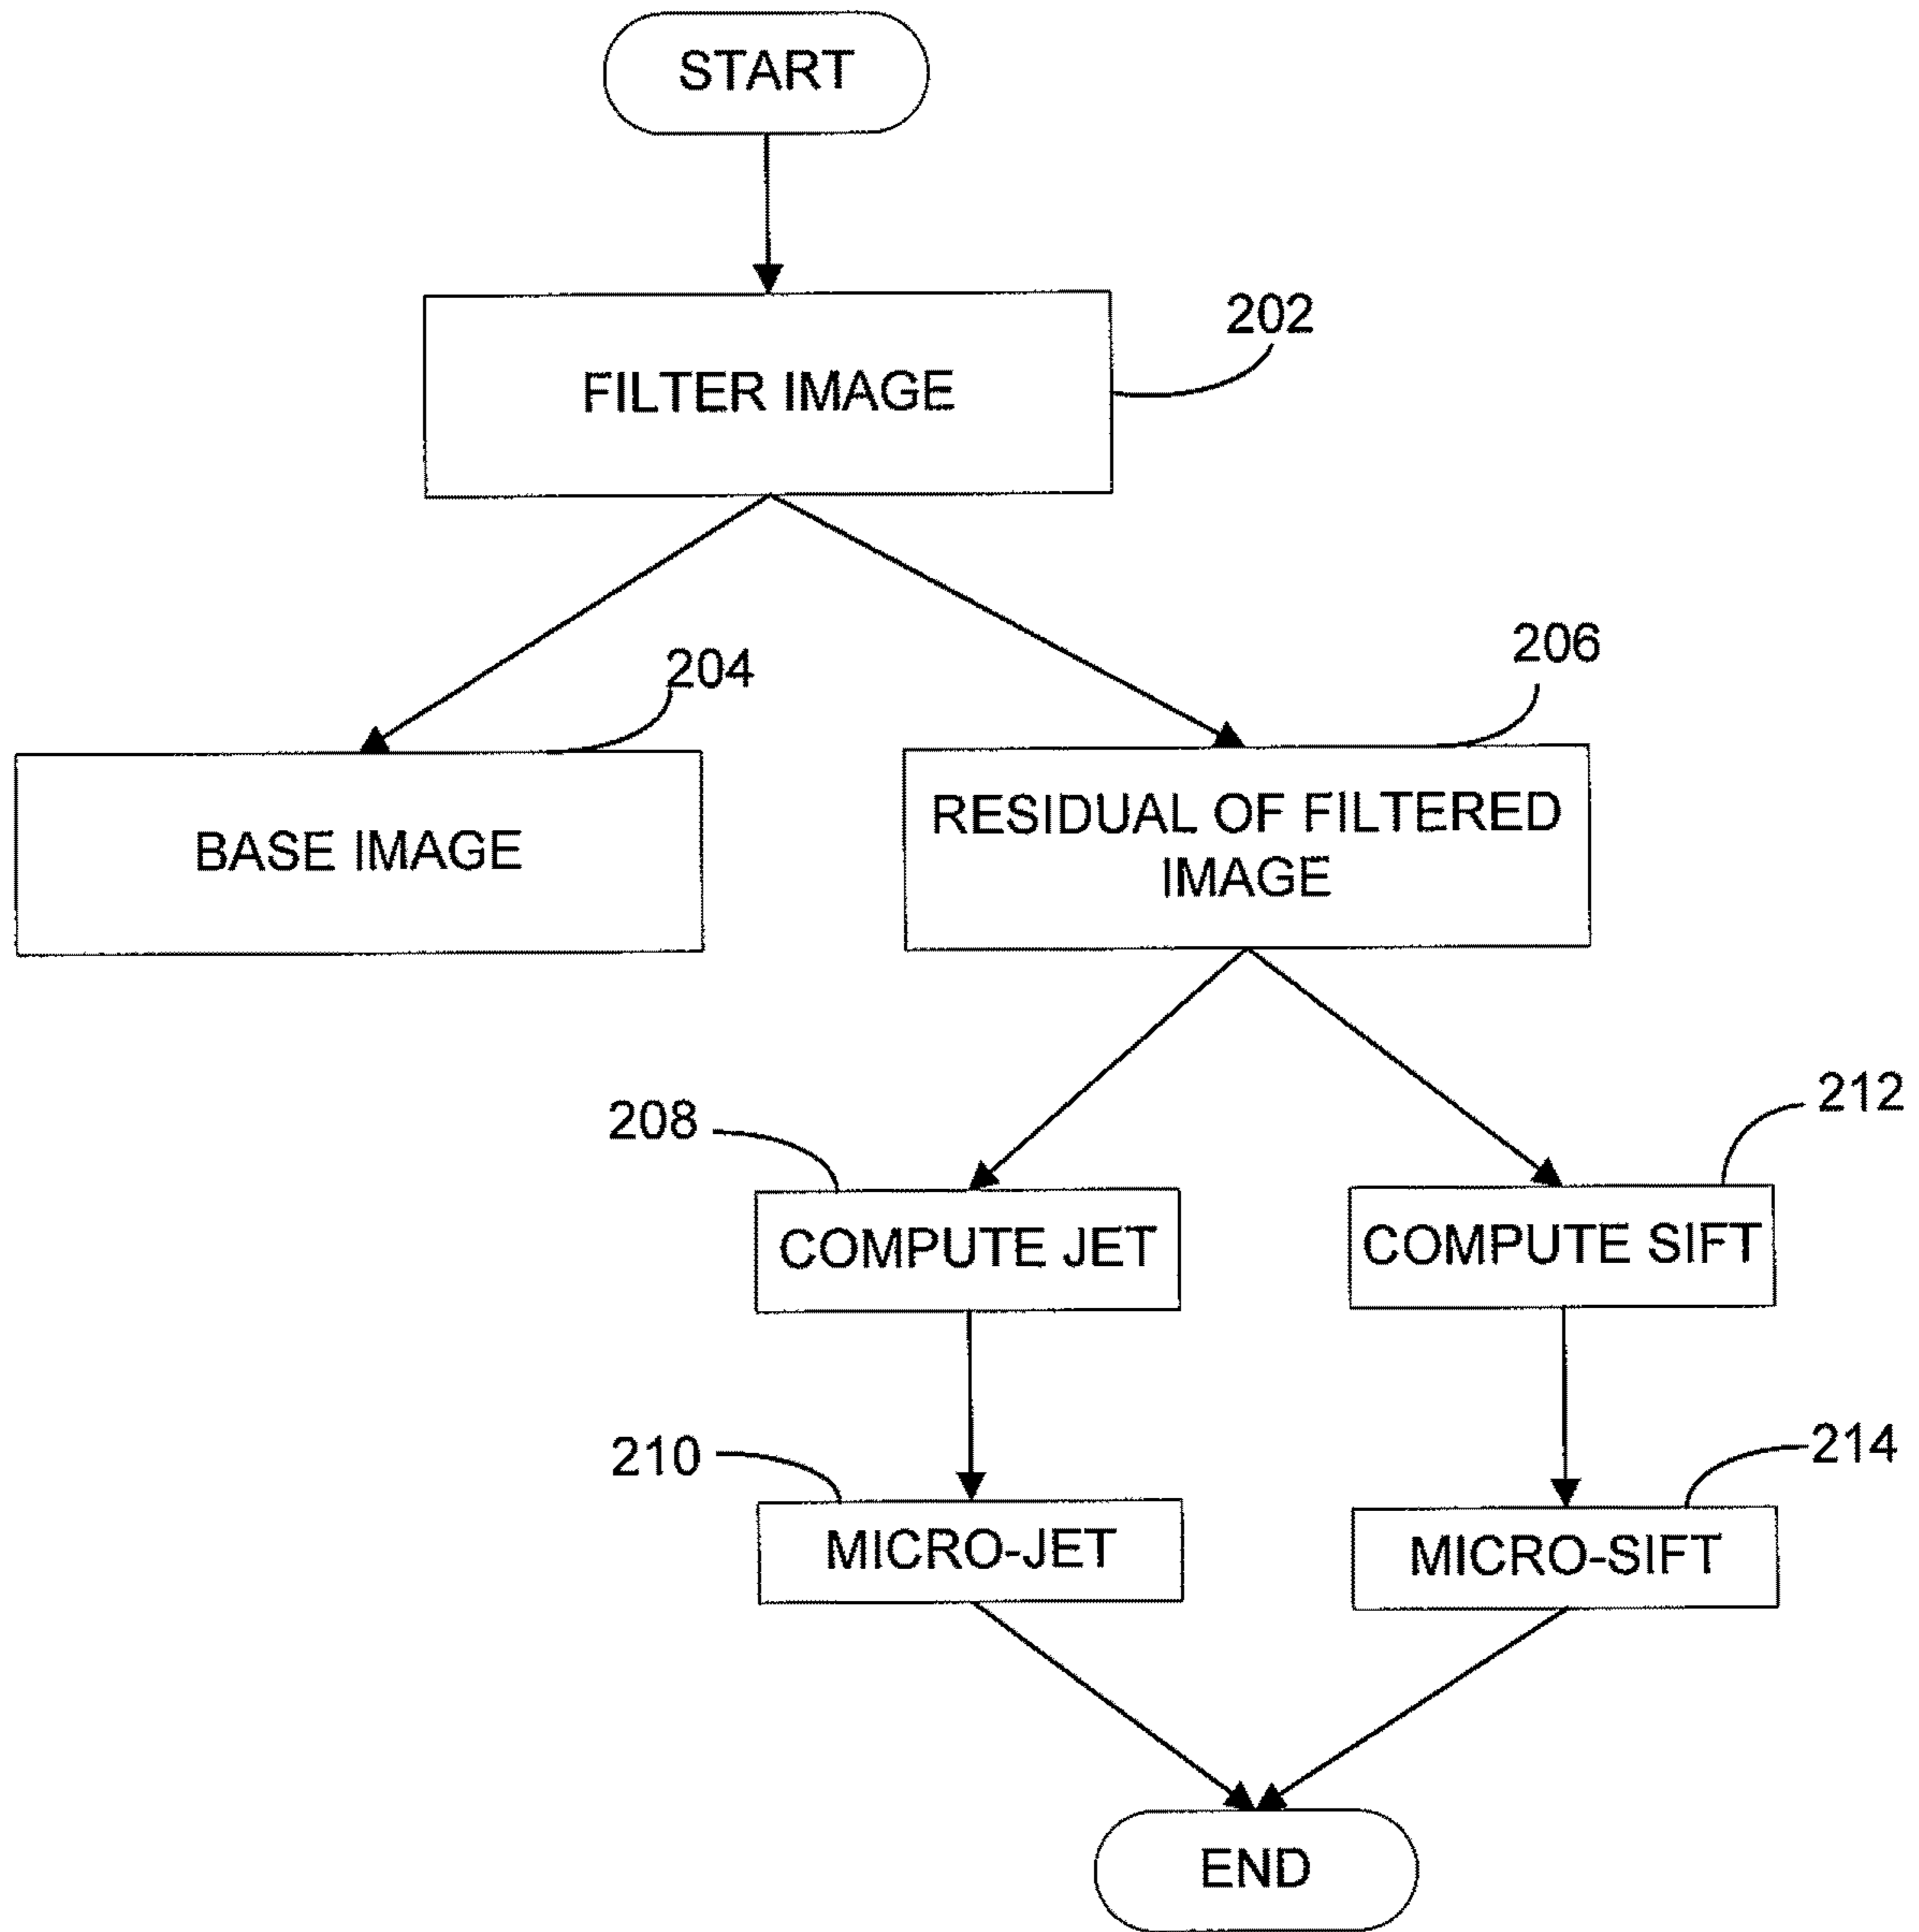 START
202
FILTER IMAGE
204
206
BASE IMAGE
RESIDUAL OF FILTERED
IMAGE
208
212
COMPUTE JET
COMPUTE SIFT
210
214
MICRO-JET
MICRO-SIFT
END